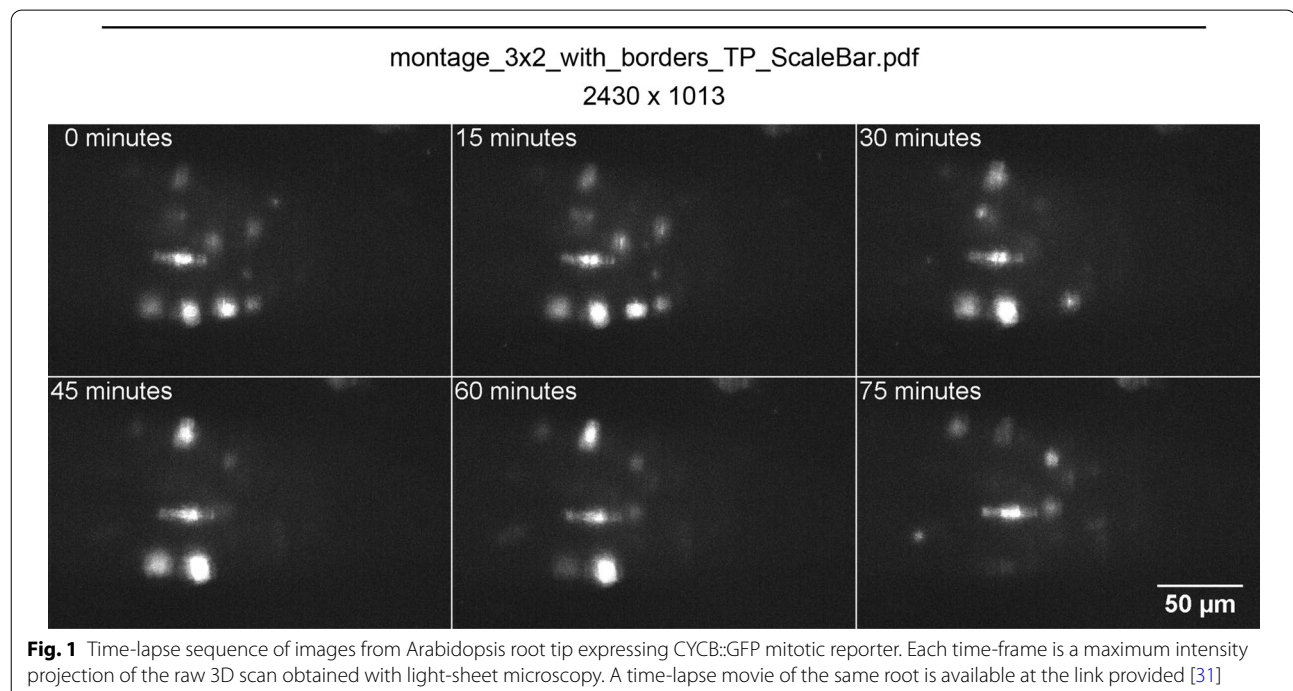 montage_3x2_with_borders_TP_ScaleBar.pdf
2430 x 1013
0 minutes
15 minutes
30 minutes
45 minutes
60 minutes
75 minutes
50 µm
Fig. 1 Time-lapse sequence of images from Arabidopsis root tip expressing CYCB::GFP mitotic reporter. Each time-frame is a maximum intensity
projection of the raw 3D scan obtained with light-sheet microscopy. A time-lapse movie of the same root is available at the link provided [31]